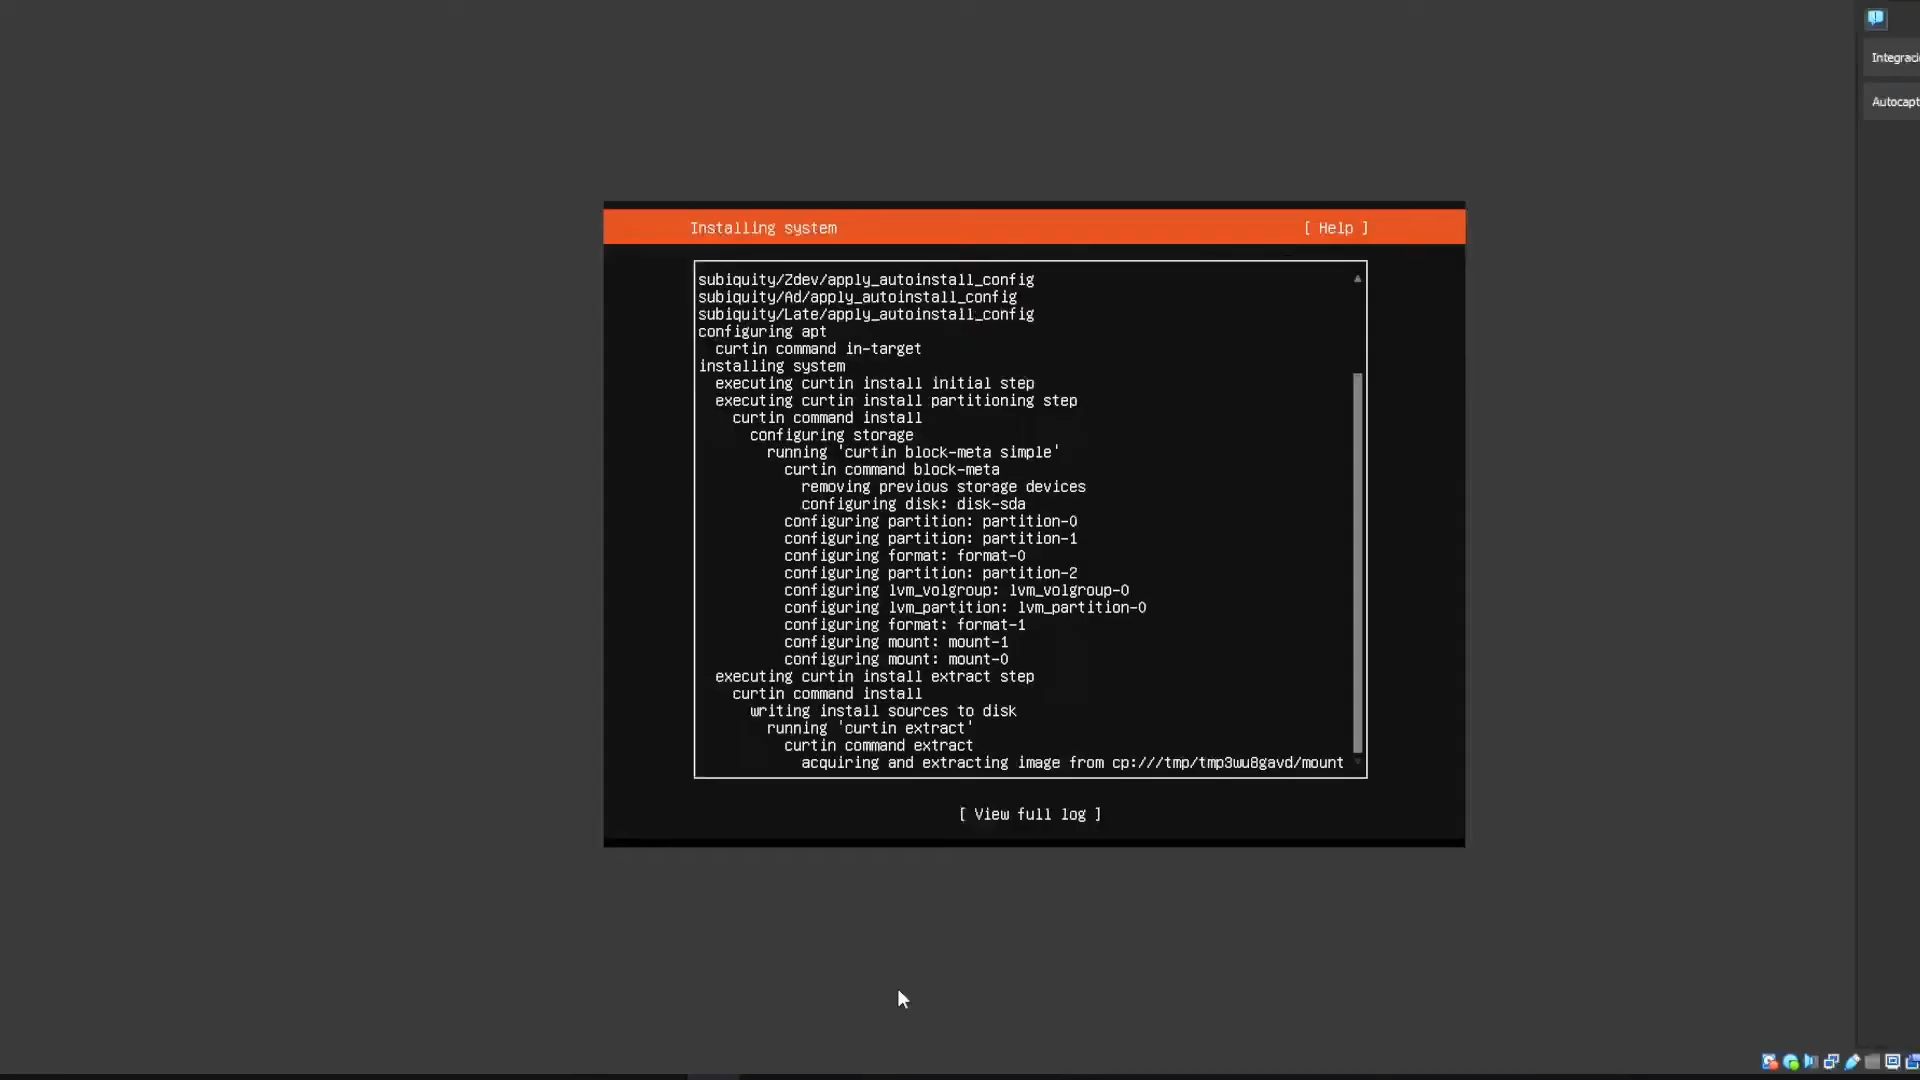 Integraci
Autocapt
Installing system [ Help ]
subiquity/Zdev/apply_autoinstall_config
subiquity/Ad/apply_autoinstall_config
subiquity/Late/apply_autoinstall_config
configuring apt
curtin command in-target
installing system
executing curtin install initial step
executing curtin install partitioning step
curtin command install
configuring storage
running 'curtin block-meta simple'
curtin command block-meta
removing previous storage devices
configuring disk: disk-sda
configuring partition: partition-0
configuring partition: partition-1
configuring format: format-0
configuring partition: partition-2
configuring lvm_volgroup: lvm_volgroup-0
configuring lvm_partition: lvm_partition-0
configuring format: format-1
configuring mount: mount-1
configuring mount: mount-0
executing curtin install extract step
curtin command install
writing install sources to disk
running 'curtin extract'
curtin command extract
acquiring and extracting image from cp:///tmp/tmp3wu8gavd/mount
[ View full log ]